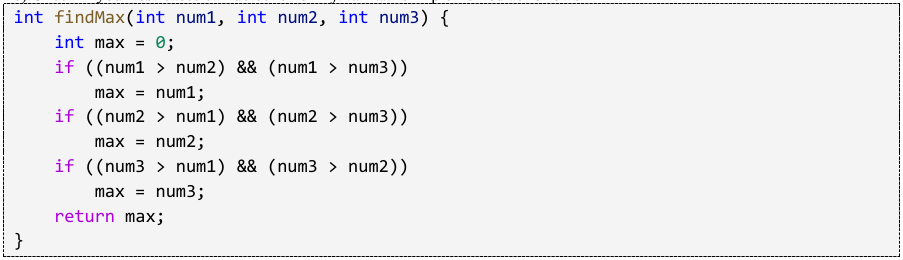 int findMax(int num1, int num2, int num3) {
    int max = 0;
    if ((num1 > num2) && (num1 > num3))
        max = num1;
    if ((num2 > num1) && (num2 > num3))
        max = num2;
    if ((num3 > num1) && (num3 > num2))
        max = num3;
    return max;
}